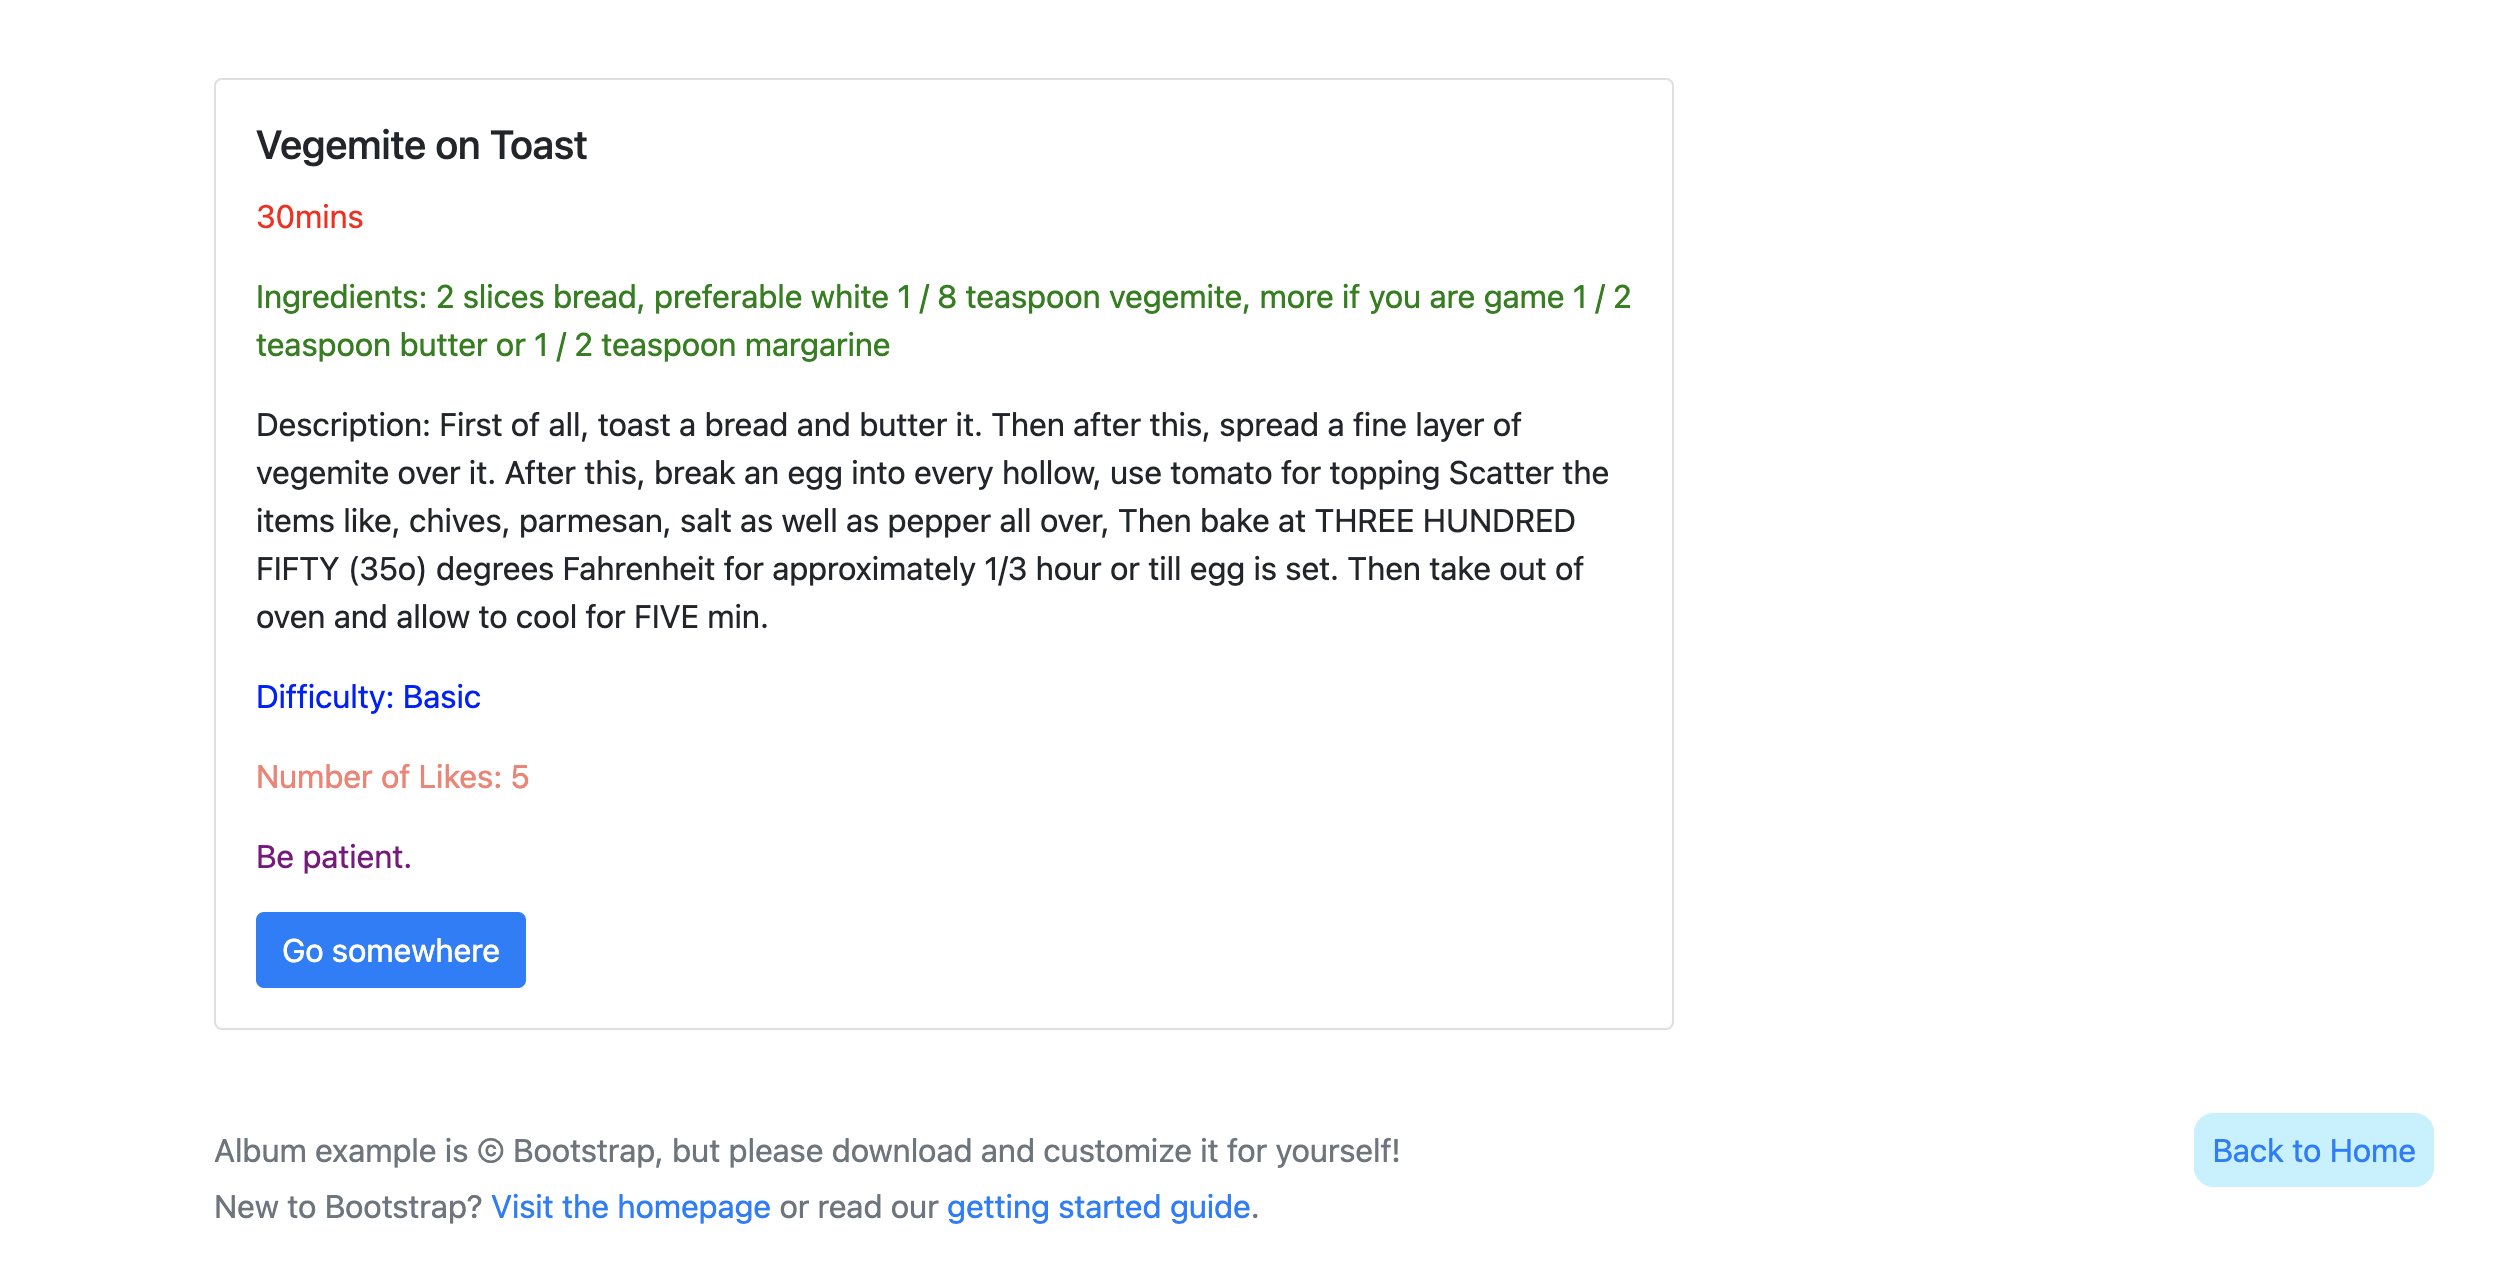 Vegemite on Toast
30mins
Ingredients: 2 slices bread, preferable white 1 / 8 teaspoon vegemite, more if you are game 1 / 2
teaspoon butter or 1 / 2 teaspoon margarine
Description: First of all, toast a bread and butter it. Then after this, spread a fine layer of
vegemite over it. After this, break an egg into every hollow, use tomato for topping Scatter the
items like, chives, parmesan, salt as well as pepper all over, Then bake at THREE HUNDRED
FIFTY (35o) degrees Fahrenheit for approximately 1/3 hour or till egg is set. Then take out of
oven and allow to cool for FIVE min.
Difficulty: Basic
Number of Likes: 5
Be patient.
Go somewhere
Album example is © Bootstrap, but please download and customize it for yourself!
Back to Home
New to Bootstrap? Visit the homepage or read our getting started guide.